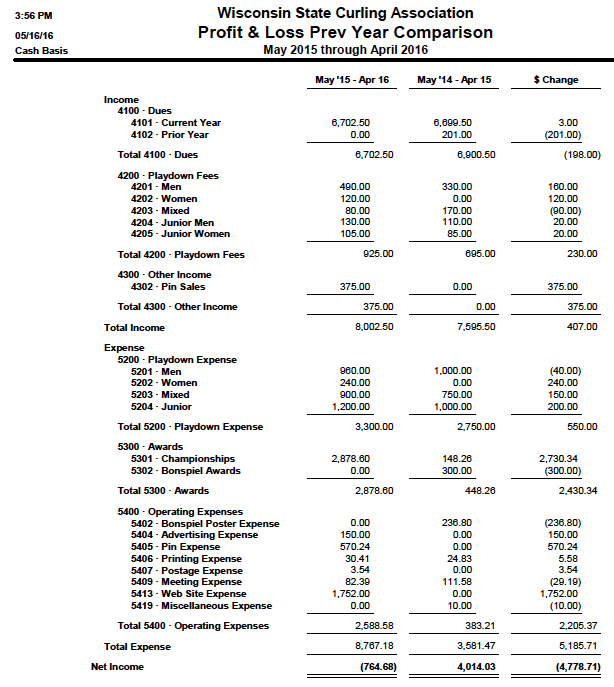 3:56 PM
Wisconsin State Curling Association
05/16/16
Profit & Loss Prev Year Comparison
Cash Basis
May 2015 through April 2016
May '15 - Apr 16 May '14 - Apr 15 $ Change
Income
4100 · Dues
4101 · Current Year 6,702.50 6,699.50 3.00
4102 · Prior Year 0.00 201.00 (201.00)
Total 4100 · Dues 6,702.50 6,900.50 (198.00)
4200 · Playdown Fees
4201 · Men 490.00 330.00 160.00
4202 · Women 120.00 0.00 120.00
4203 · Mixed 80.00 170.00 (90.00)
4204 · Junior Men 130.00 110.00 20.00
4205 · Junior Women 105.00 85.00 20.00
Total 4200 · Playdown Fees 925.00 695.00 230.00
4300 · Other Income
4302 · Pin Sales 375.00 0.00 375.00
Total 4300 · Other Income 375.00 0.00 375.00
Total Income 8,002.50 7,595.50 407.00
Expense
5200 · Playdown Expense
5201 · Men 960.00 1,000.00 (40.00)
5202 · Women 240.00 0.00 240.00
5203 · Mixed 900.00 750.00 150.00
5204 · Junior 1,200.00 1,000.00 200.00
Total 5200 · Playdown Expense 3,300.00 2,750.00 550.00
5300 · Awards
5301 · Championships 2,878.60 148.26 2,730.34
5302 · Bonspiel Awards 0.00 300.00 (300.00)
Total 5300 · Awards 2,878.60 448.26 2,430.34
5400 · Operating Expenses
5402 · Bonspiel Poster Expense 0.00 236.80 (236.80)
5404 · Advertising Expense 150.00 0.00 150.00
5405 · Pin Expense 570.24 0.00 570.24
5406 · Printing Expense 30.41 24.83 5.58
5407 · Postage Expense 3.54 0.00 3.54
5409 · Meeting Expense 82.39 111.58 (29.19)
5413 · Web Site Expense 1,752.00 0.00 1,752.00
5419 · Miscellaneous Expense 0.00 10.00 (10.00)
Total 5400 · Operating Expenses 2,588.58 383.21 2,205.37
Total Expense 8,767.18 3,581.47 5,185.71
Net Income (764.68) 4,014.03 (4,778.71)